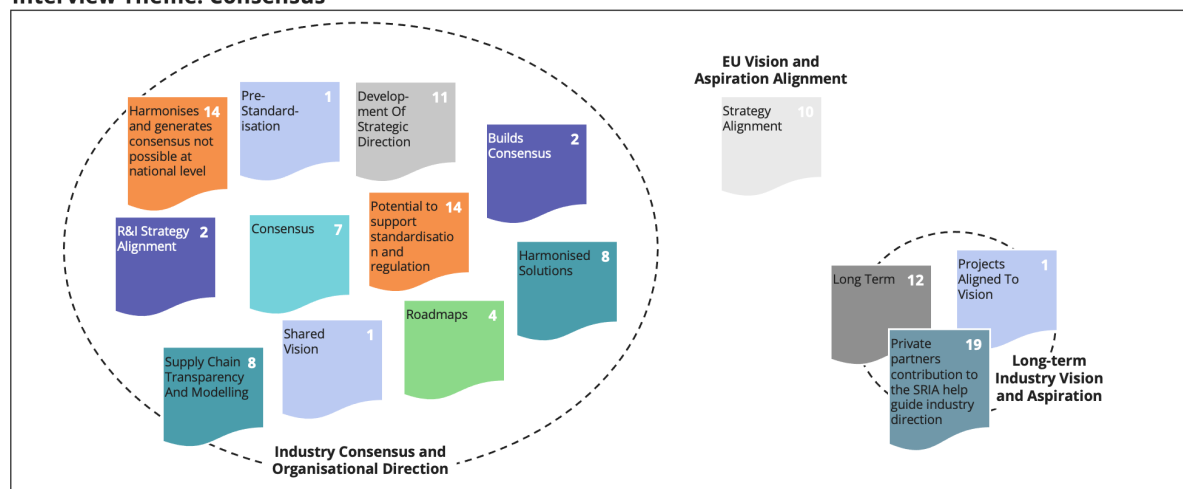 Interview Theme: Consensus
Harmonises 14
and generates
consensus not
possible at
national level
Pre- 1
Standard-
isation
Develop- 11
ment Of
Strategic
Direction
Builds 2
Consensus
R&I Strategy 2
Alignment
Consensus 7
Potential to 14
support
standardisatio
n and
regulation
Harmonised 8
Solutions
Supply Chain 8
Transparency
And Modelling
Shared 1
Vision
Roadmaps 4
Industry Consensus and
Organisational Direction
EU Vision and
Aspiration Alignment
Strategy 10
Alignment
Long Term 12
Projects 1
Aligned To
Vision
Private 19
partners
contribution to
the SRIA help
guide industry
direction
Long-term
Industry Vision
and Aspiration